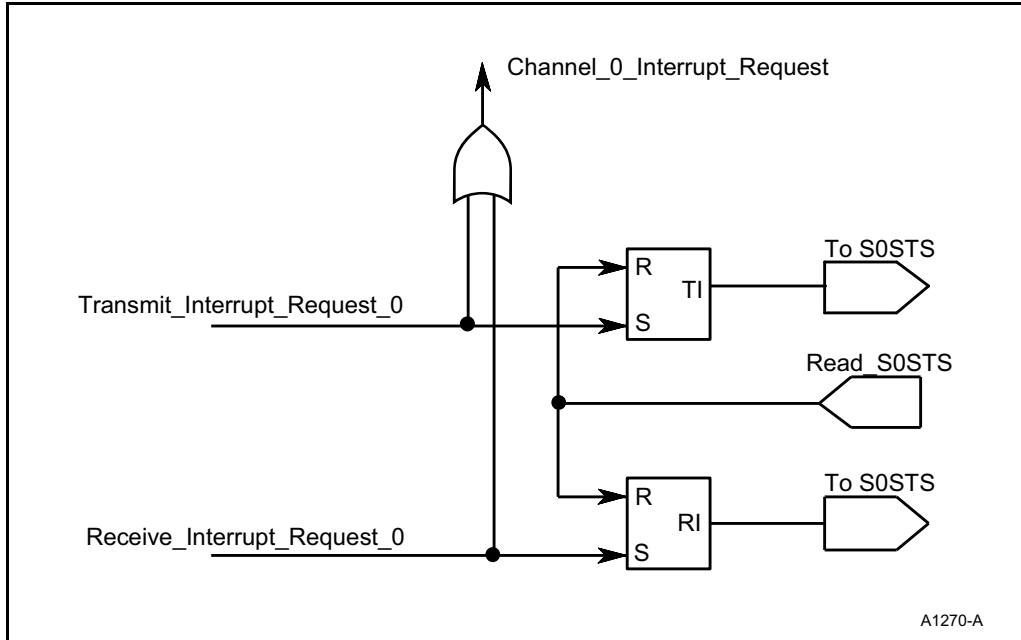 Channel_0_Interrupt_Request
To S0STS
R
TI
Transmit_Interrupt_Request_0
S
Read_S0STS
To S0STS
R
RI
Receive_Interrupt_Request_0
S
A1270-A